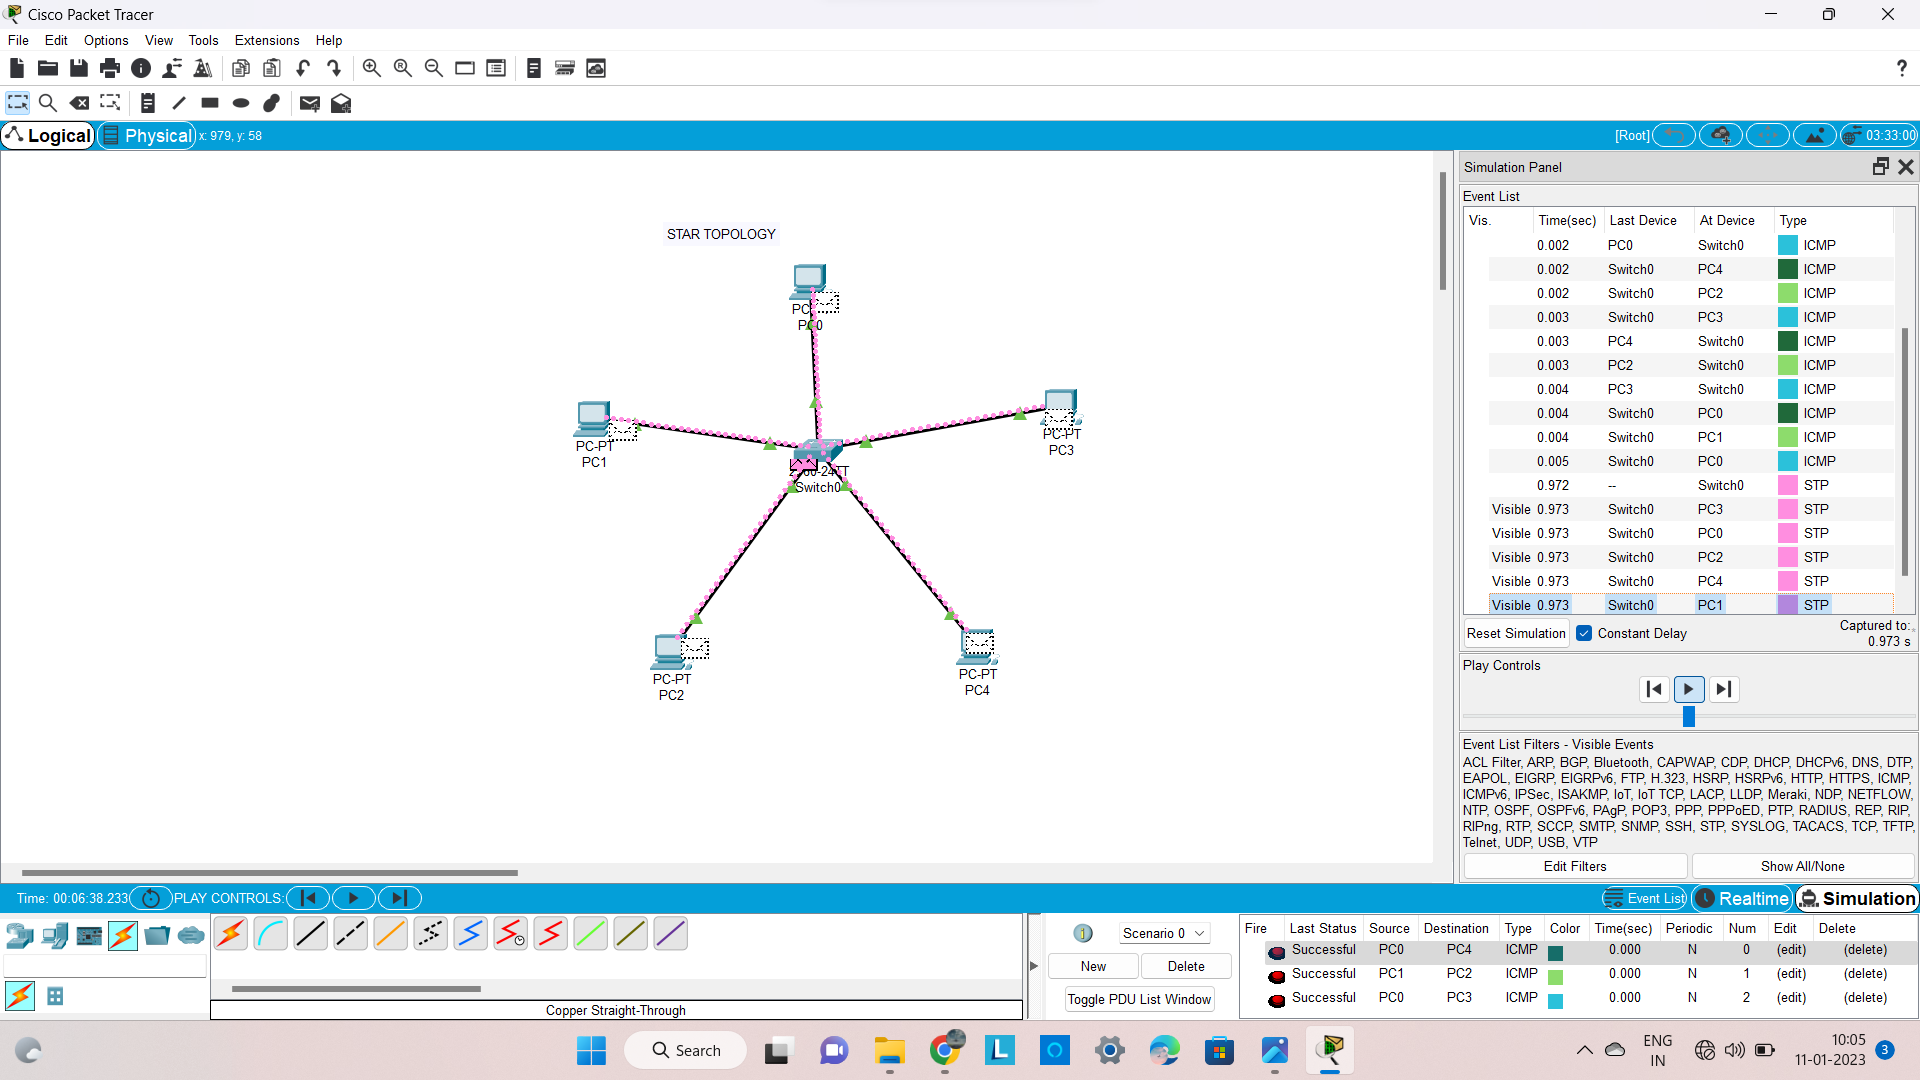 Cisco Packet Tracer
File Edit Options View Tools Extensions Help
?
Logical Physical x: 979, y: 58 [Root] 03:33:00
STAR TOPOLOGY
PC0
PC-PT
PC1
PC-PT
PC3
Switch0
PC-PT
PC2
PC-PT
PC4
Simulation Panel
Event List
Vis. Time(sec) Last Device At Device Type
0.002 PC0 Switch0 ICMP
0.002 Switch0 PC4 ICMP
0.002 Switch0 PC2 ICMP
0.003 Switch0 PC3 ICMP
0.003 PC4 Switch0 ICMP
0.003 PC2 Switch0 ICMP
0.004 PC3 Switch0 ICMP
0.004 Switch0 PC0 ICMP
0.004 Switch0 PC1 ICMP
0.005 Switch0 PC0 ICMP
0.972 -- Switch0 STP
Visible 0.973 Switch0 PC3 STP
Visible 0.973 Switch0 PC0 STP
Visible 0.973 Switch0 PC2 STP
Visible 0.973 Switch0 PC4 STP
Visible 0.973 Switch0 PC1 STP
Reset Simulation Constant Delay Captured to:
0.973 s
Play Controls
Event List Filters - Visible Events
ACL Filter, ARP, BGP, Bluetooth, CAPWAP, CDP, DHCP, DHCPv6, DNS, DTP,
EAPOL, EIGRP, EIGRPv6, FTP, H.323, HSRP, HSRPv6, HTTP, HTTPS, ICMP,
ICMPv6, IPSec, ISAKMP, IoT, IoT TCP, LACP, LLDP, Meraki, NDP, NETFLOW,
NTP, OSPF, OSPFv6, PAgP, POP3, PPP, PPPoED, PTP, RADIUS, REP, RIP,
RIPng, RTP, SCCP, SMTP, SNMP, SSH, STP, SYSLOG, TACACS, TCP, TFTP,
Telnet, UDP, USB, VTP
Edit Filters Show All/None
Time: 00:06:38.233 PLAY CONTROLS: Event List Realtime Simulation
Scenario 0
New Delete
Toggle PDU List Window
Fire Last Status Source Destination Type Color Time(sec) Periodic Num Edit Delete
Successful PC0 PC4 ICMP 0.000 N 0 (edit) (delete)
Successful PC1 PC2 ICMP 0.000 N 1 (edit) (delete)
Successful PC0 PC3 ICMP 0.000 N 2 (edit) (delete)
Copper Straight-Through
Search
ENG
IN
10:05
11-01-2023
3